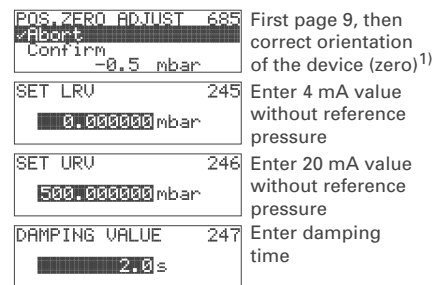 POS.ZERO ADJUST 685
✓Abort
Confirm
-0.5 mbar
First page 9, then
correct orientation
of the device (zero)1)
SET LRV 245
0.000000 mbar
Enter 4 mA value
without reference
pressure
SET URV 246
500.000000 mbar
Enter 20 mA value
without reference
pressure
DAMPING VALUE 247
2.0 s
Enter damping
time